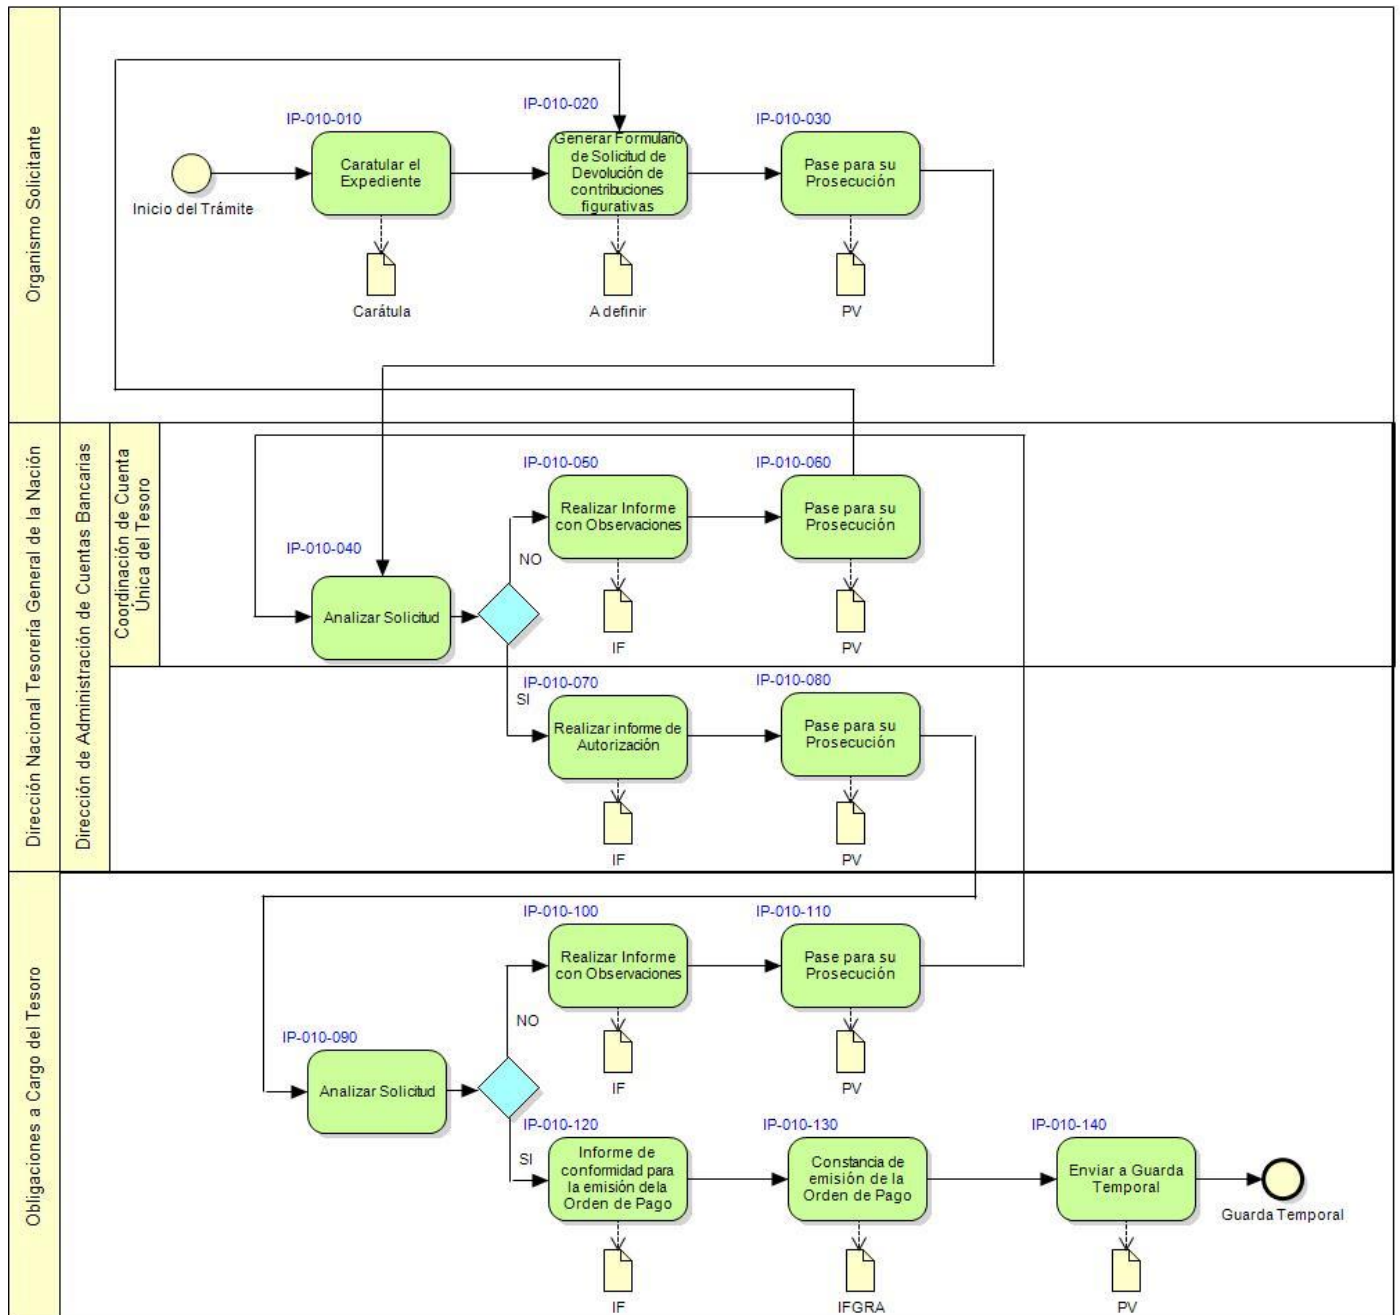 Organismo Solicitante
IP-010-010
IP-010-020
IP-010-030
Inicio del Trámite
Caratular el
Expediente
Generar Formulario
de Solicitud de
Devolución de
contribuciones
figurativas
Pase para su
Prosecución
Carátula
A definir
PV
Dirección Nacional Tesorería General de la Nación
Dirección de Administración de Cuentas Bancarias
Coordinación de Cuenta
Única del Tesoro
IP-010-040
Analizar Solicitud
NO
IP-010-050
Realizar Informe
con Observaciones
IF
IP-010-060
Pase para su
Prosecución
PV
SI
IP-010-070
Realizar informe de
Autorización
IF
IP-010-080
Pase para su
Prosecución
PV
Obligaciones a Cargo del Tesoro
IP-010-090
Analizar Solicitud
NO
IP-010-100
Realizar Informe
con Observaciones
IF
IP-010-110
Pase para su
Prosecución
PV
SI
IP-010-120
Informe de
conformidad para
la emisión dela
Orden de Pago
IF
IP-010-130
Constancia de
emisión de la
Orden de Pago
IFGRA
IP-010-140
Enviar a Guarda
Temporal
PV
Guarda Temporal